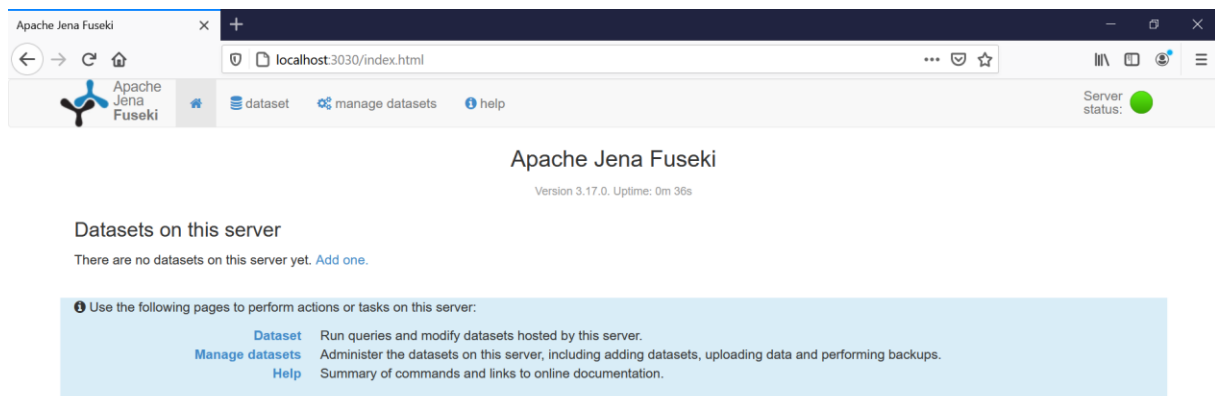 Apache Jena Fuseki
localhost:3030/index.html
Apache
Jena
Fuseki
dataset
manage datasets
help
Server
status:
Apache Jena Fuseki
Version 3.17.0. Uptime: 0m 36s
Datasets on this server
There are no datasets on this server yet. Add one.
Use the following pages to perform actions or tasks on this server:
Dataset Run queries and modify datasets hosted by this server.
Manage datasets Administer the datasets on this server, including adding datasets, uploading data and performing backups.
Help Summary of commands and links to online documentation.